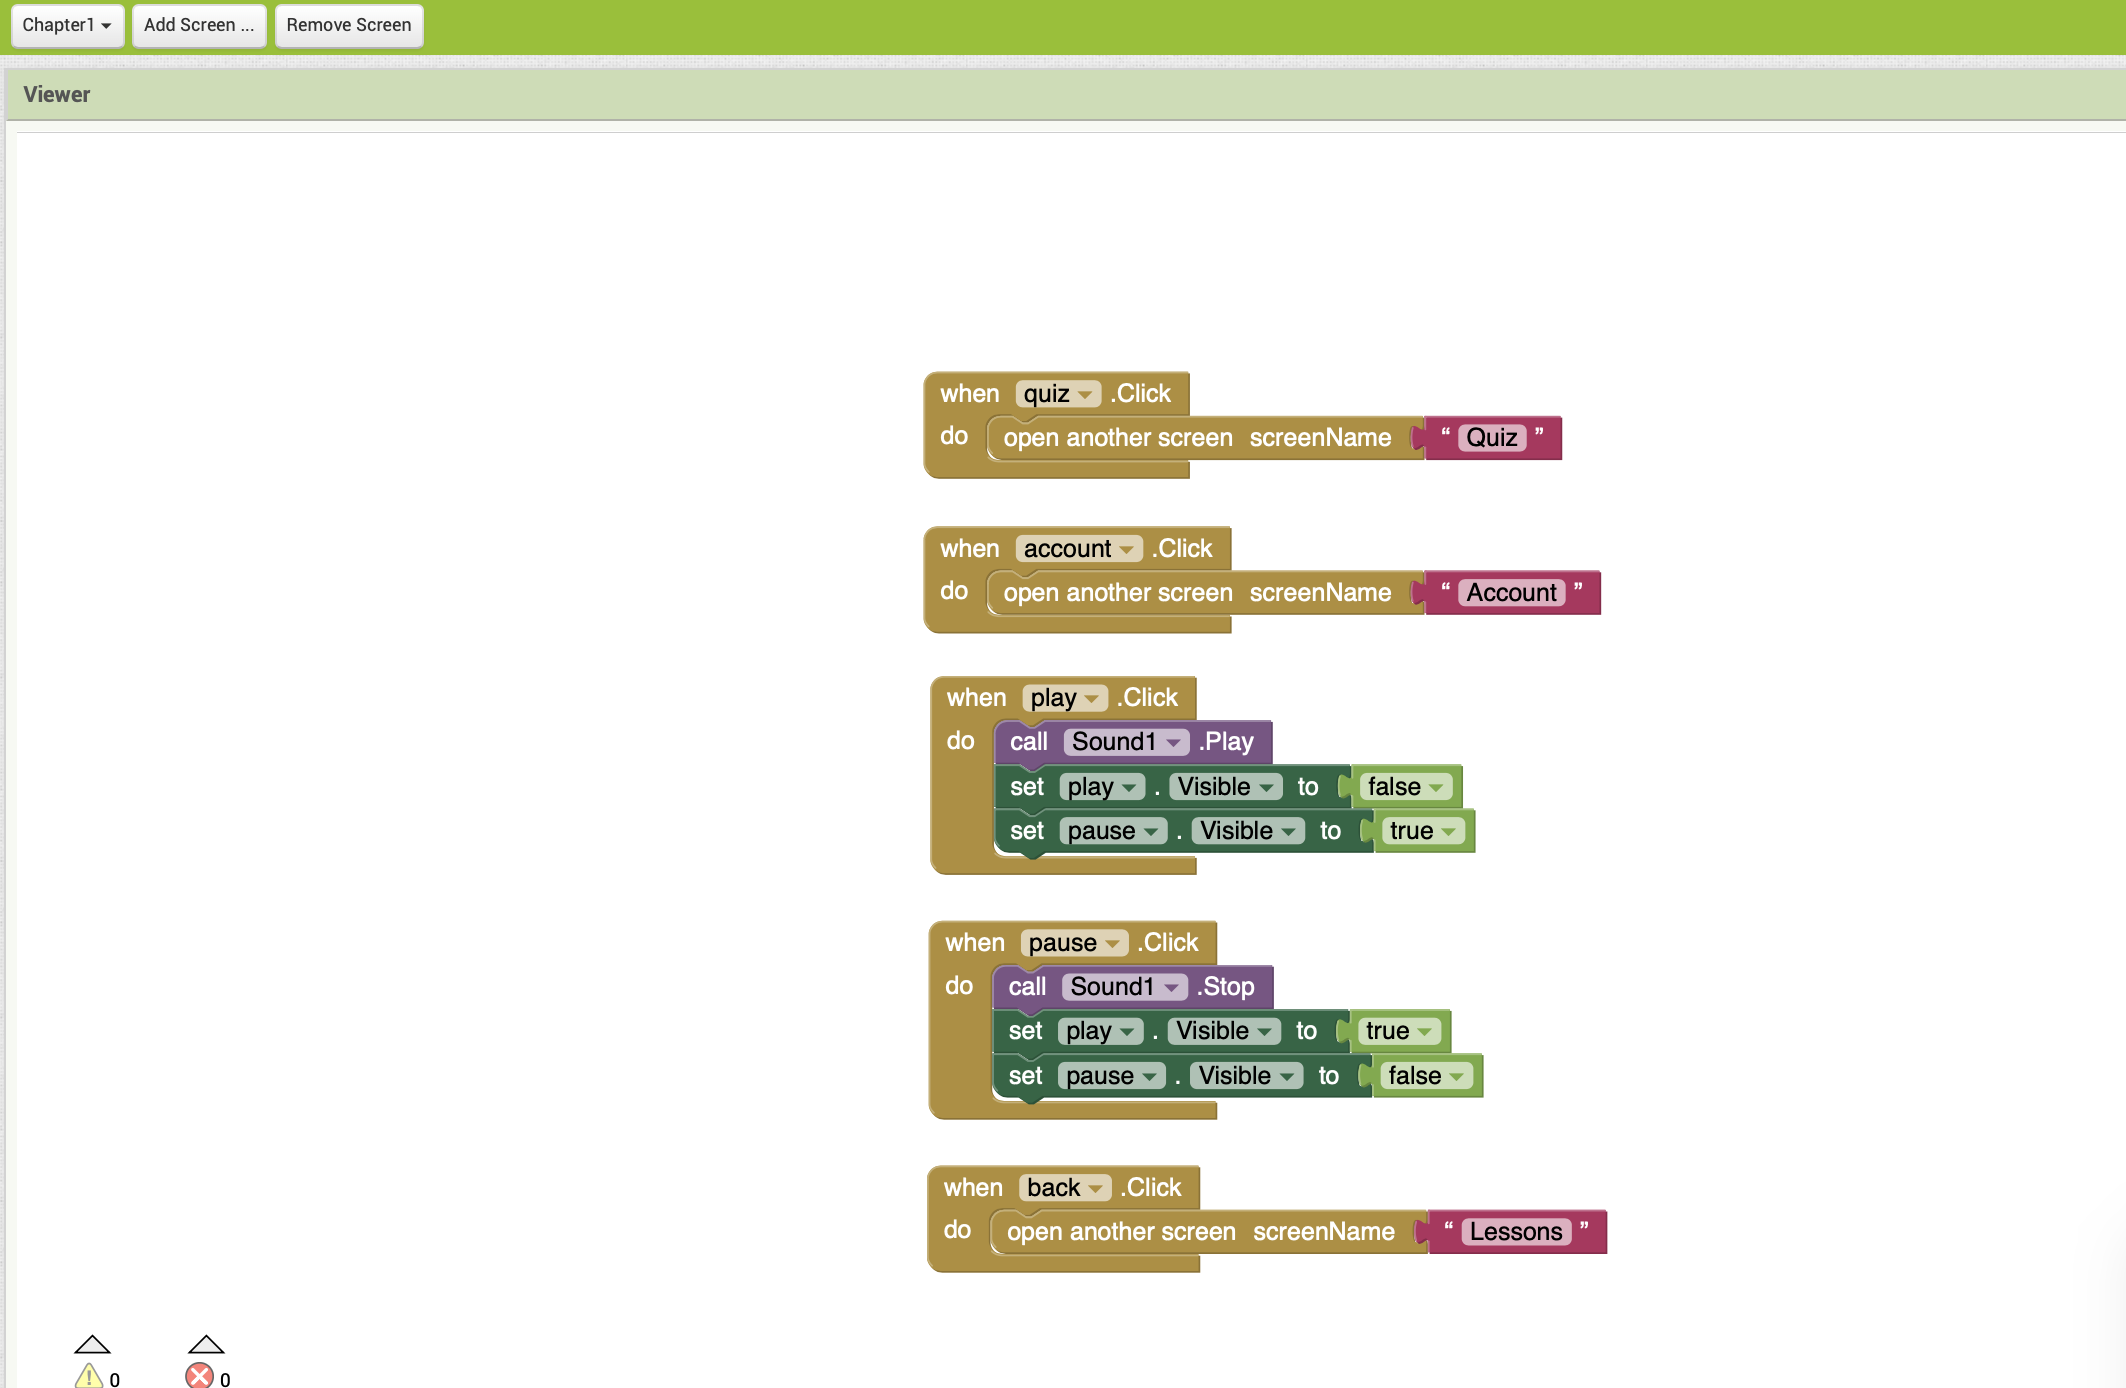 Chapter1 Add Screen ... Remove Screen
Viewer
when quiz .Click
do open another screen screenName “ Quiz ”
when account .Click
do open another screen screenName “ Account ”
when play .Click
do call Sound1 .Play
set play . Visible to false
set pause . Visible to true
when pause .Click
do call Sound1 .Stop
set play . Visible to true
set pause . Visible to false
when back .Click
do open another screen screenName “ Lessons ”
0 0